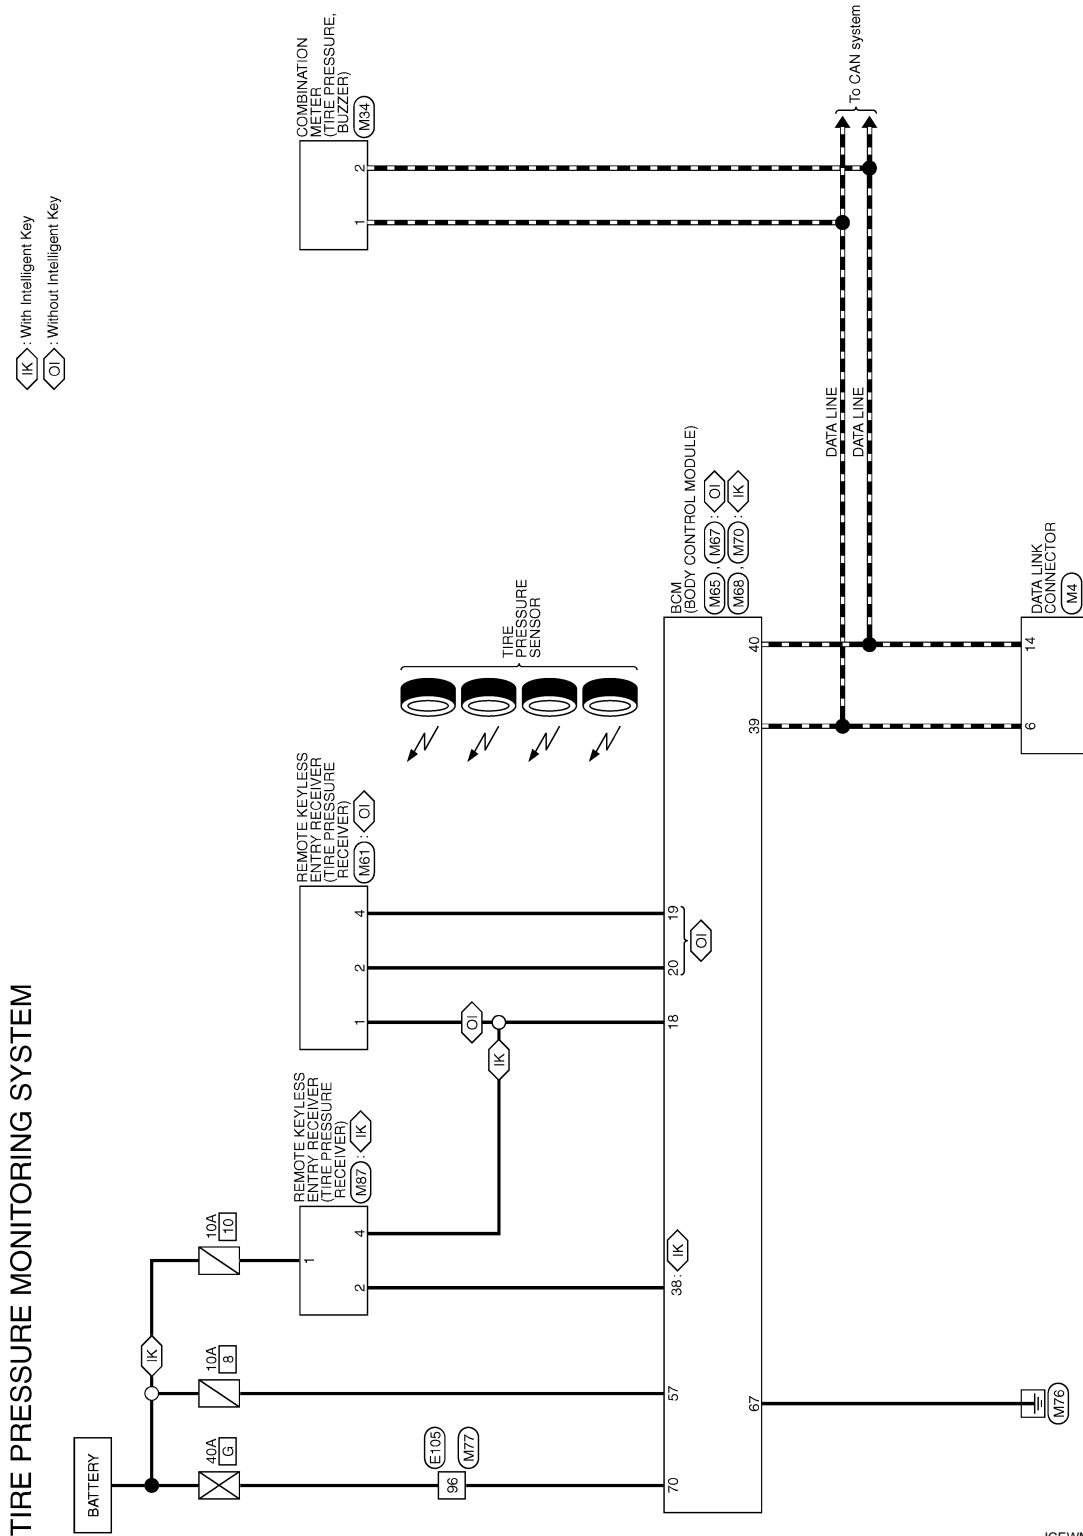 TIRE PRESSURE MONITORING SYSTEM
IK : With Intelligent Key
OI : Without Intelligent Key
BATTERY
IK
40A
G
10A
8
10A
10
E105
96
M77
REMOTE KEYLESS
ENTRY RECEIVER
(TIRE PRESSURE
RECEIVER)
M87 : IK
1
2
4
REMOTE KEYLESS
ENTRY RECEIVER
(TIRE PRESSURE
RECEIVER)
M61 : OI
1
2
4
OI
IK
TIRE
PRESSURE
SENSOR
COMBINATION
METER
(TIRE PRESSURE,
BUZZER)
M34
1
2
BCM
(BODY CONTROL MODULE)
M65 , M67 : OI
M68 , M70 : IK
70
57
38 : IK
18
20
19
OI
67
39
40
DATA LINE
DATA LINE
To CAN system
M76
DATA LINK
CONNECTOR
M4
6
14